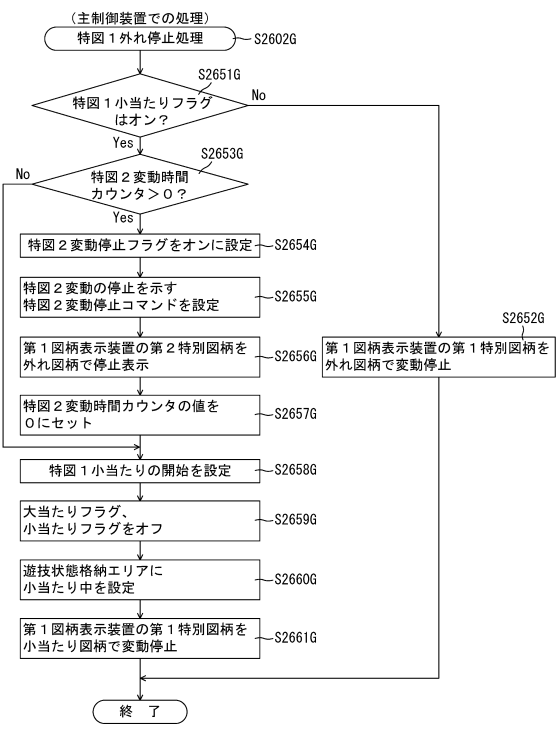 （主制御装置での処理）
特図１外れ停止処理
S2602G
S2651G
特図１小当たりフラグ
はオン？
No
Yes
S2653G
特図２変動時間
カウンタ＞０？
No
Yes
特図２変動停止フラグをオンに設定
S2654G
特図２変動の停止を示す
特図２変動停止コマンドを設定
S2655G
S2652G
第１図柄表示装置の第１特別図柄を
外れ図柄で変動停止
第１図柄表示装置の第２特別図柄を
外れ図柄で停止表示
S2656G
特図２変動時間カウンタの値を
０にセット
S2657G
特図１小当たりの開始を設定
S2658G
大当たりフラグ、
小当たりフラグをオフ
S2659G
遊技状態格納エリアに
小当たり中を設定
S2660G
第１図柄表示装置の第１特別図柄を
小当たり図柄で変動停止
S2661G
終　了